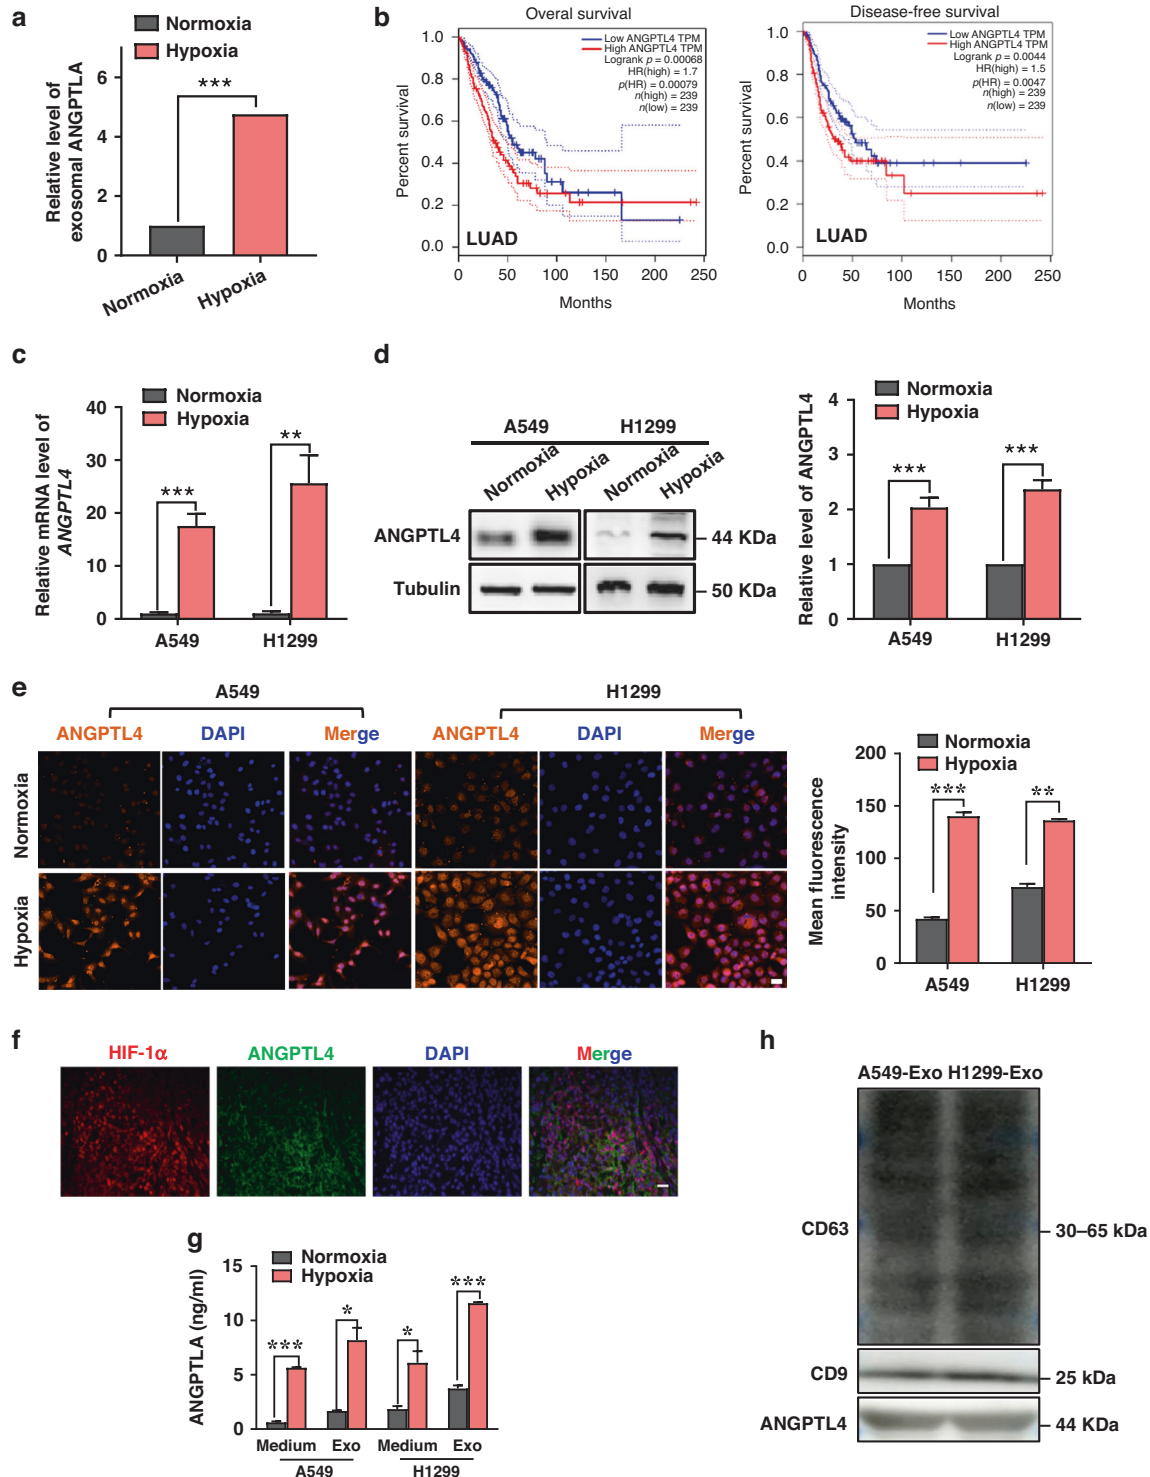 a
Normoxia
Hypoxia
Relative level of
exosomal ANGPTLA
6
4
2
0
***
Normoxia
Hypoxia
b
Overal survival
Low ANGPTL4 TPM
High ANGPTL4 TPM
Logrank p = 0.00068
HR(high) = 1.7
p(HR) = 0.00079
n(high) = 239
n(low) = 239
Percent survival
1.0
0.8
0.6
0.4
0.2
0.0
LUAD
0 50 100 150 200 250
Months
Disease-free survival
Low ANGPTL4 TPM
High ANGPTL4 TPM
Logrank p = 0.0044
HR(high) = 1.5
p(HR) = 0.0047
n(high) = 239
n(low) = 239
Percent survival
1.0
0.8
0.6
0.4
0.2
0.0
LUAD
0 50 100 150 200 250
Months
c
Normoxia
Hypoxia
Relative mRNA level of
ANGPTL4
40
30
20
10
0
***
**
A549 H1299
d
A549 H1299
Normoxia Hypoxia Normoxia Hypoxia
ANGPTL4 44 KDa
Tubulin 50 KDa
Normoxia
Hypoxia
Relative level of ANGPTL4
4
3
2
1
0
***
***
A549 H1299
e
A549 H1299
ANGPTL4 DAPI Merge ANGPTL4 DAPI Merge
Normoxia
Hypoxia
Normoxia
Hypoxia
Mean fluorescence
intensity
200
150
100
50
0
***
**
A549 H1299
f
HIF-1α ANGPTL4 DAPI Merge
g
Normoxia
Hypoxia
ANGPTLA (ng/ml)
15
10
5
0
***
*
*
***
Medium Exo Medium Exo
A549 H1299
h
A549-Exo H1299-Exo
CD63 30–65 kDa
CD9 25 kDa
ANGPTL4 44 KDa